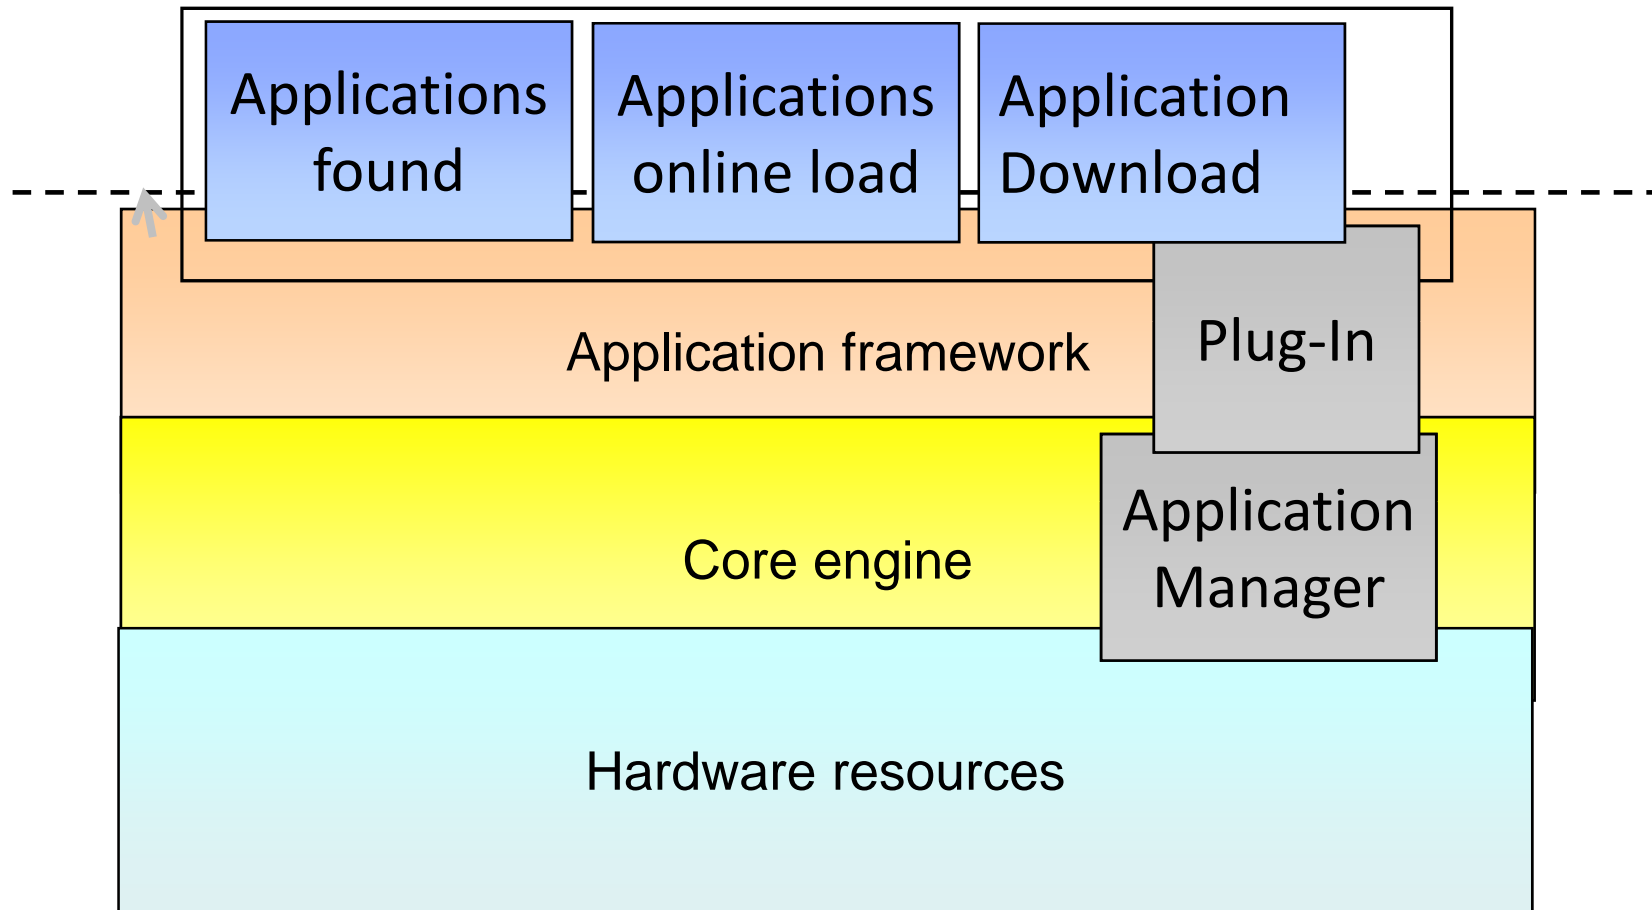 Applications
found
Applications
online load
Application
Download
Application framework
Plug-In
Core engine
Application
Manager
Hardware resources